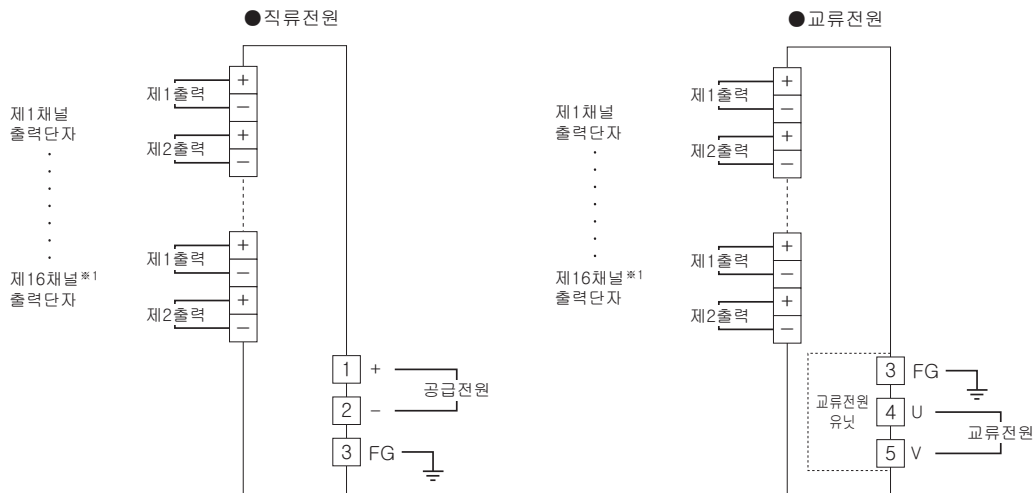 ●직류전원
제1채널
출력단자
제1출력
+
−
제2출력
+
−
제16채널※1
출력단자
제1출력
+
−
제2출력
+
−
1 +
2 −
공급전원
3 FG
●교류전원
제1채널
출력단자
제1출력
+
−
제2출력
+
−
제16채널※1
출력단자
제1출력
+
−
제2출력
+
−
교류전원
유닛
3 FG
4 U
5 V
교류전원